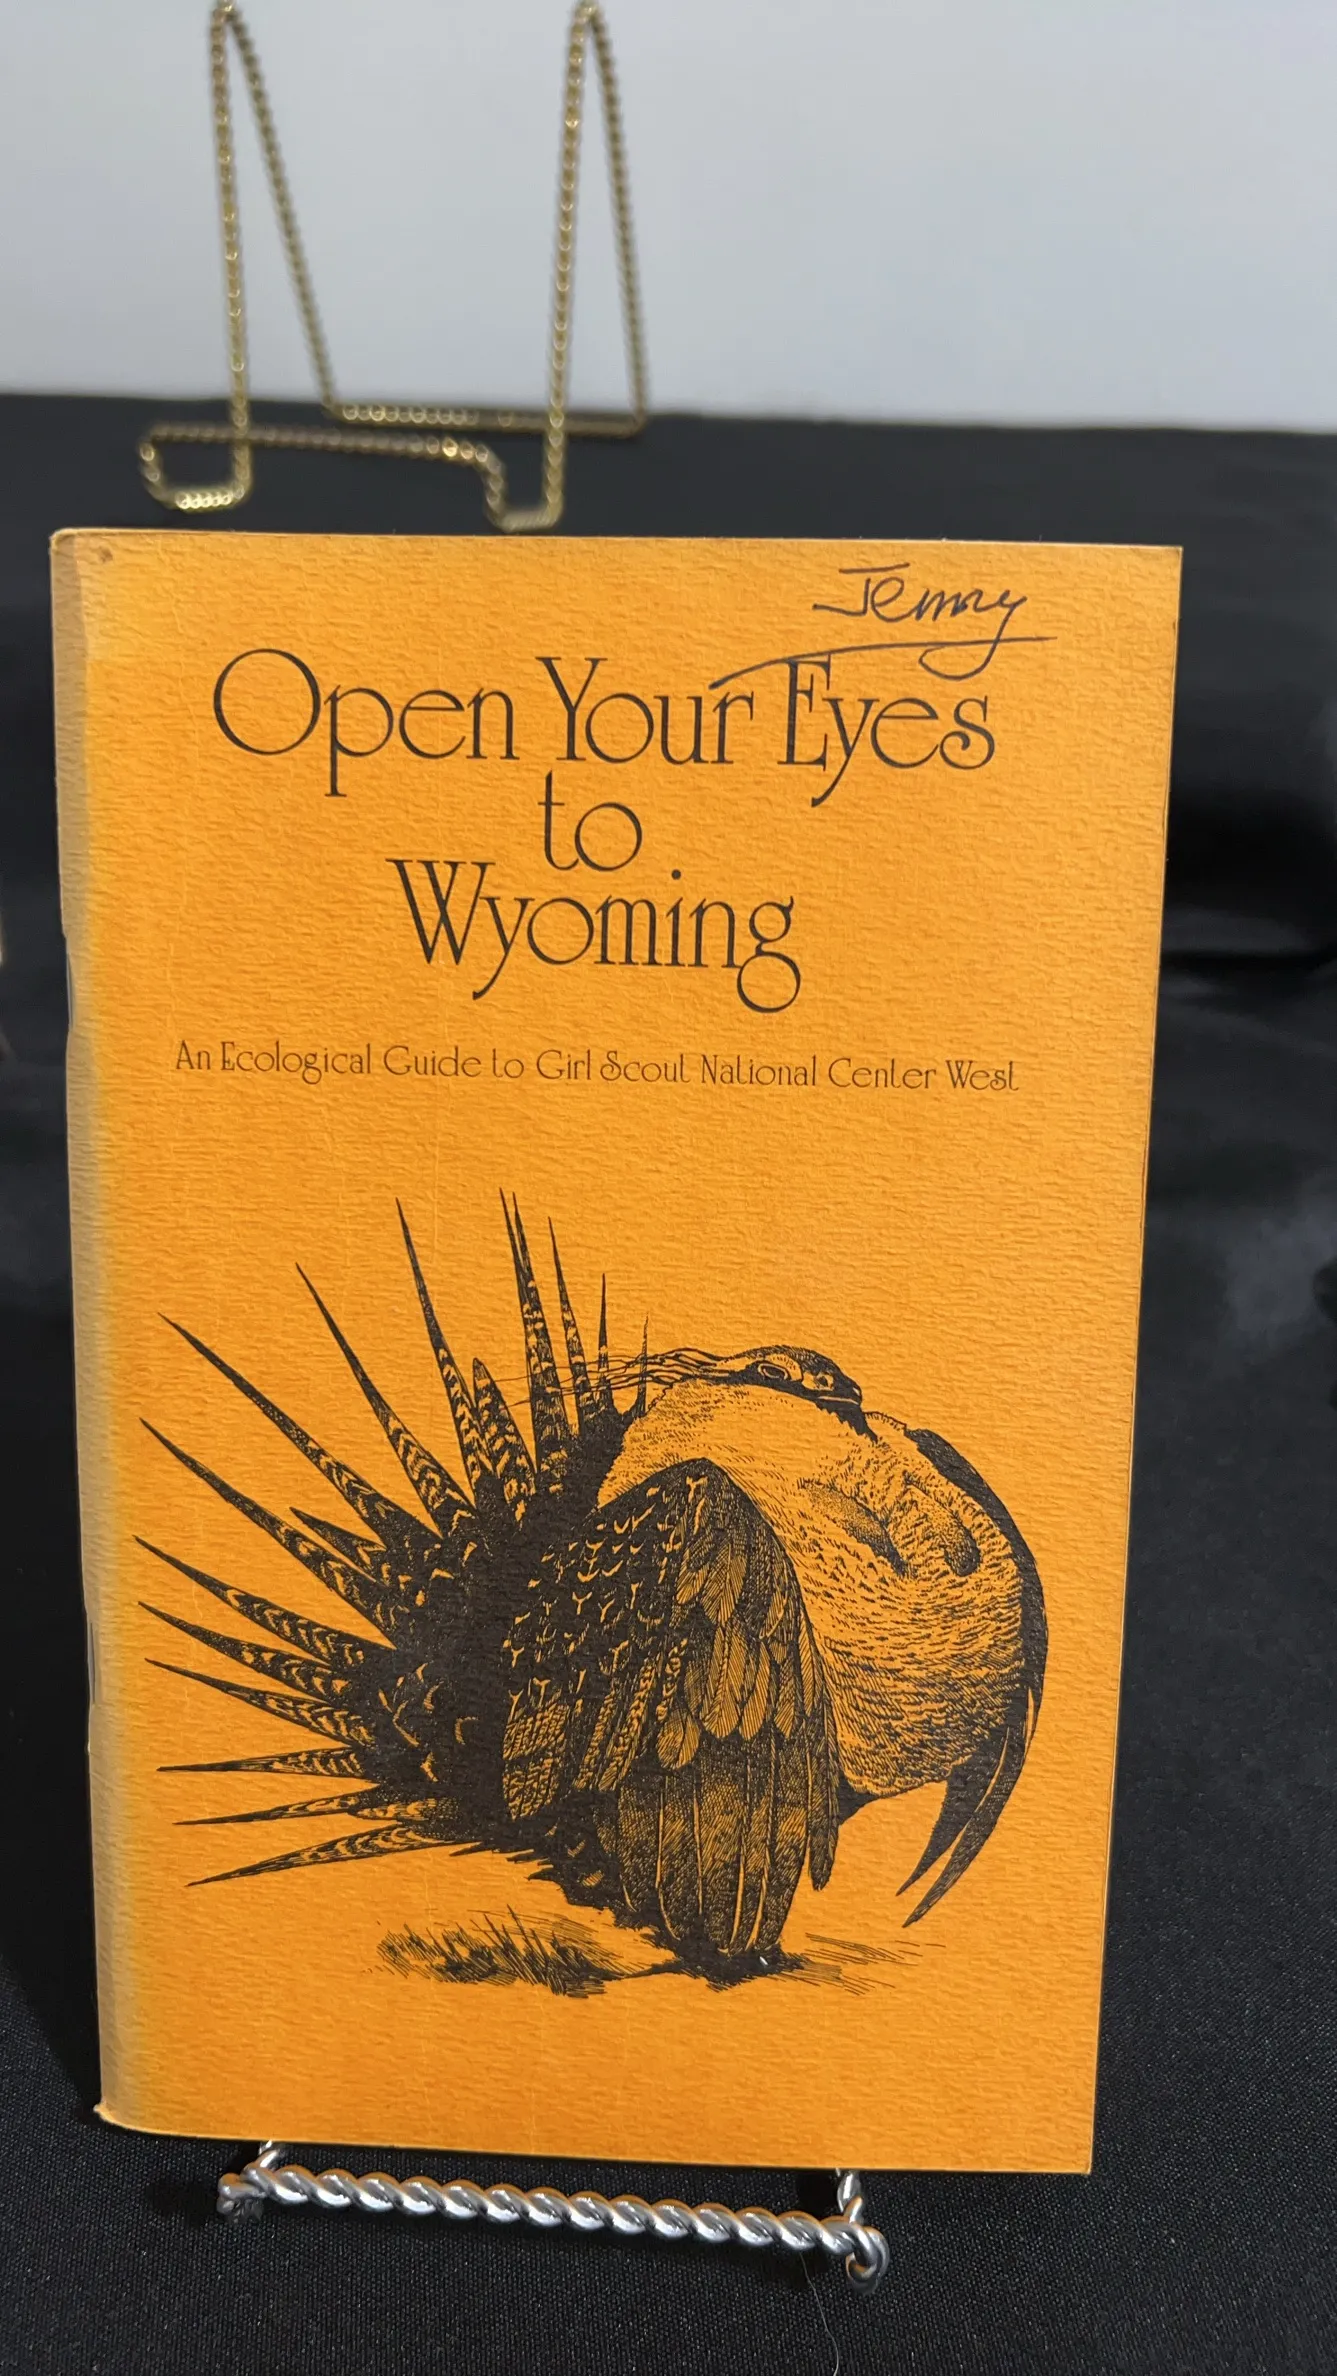 Jenny
Open Your Eyes
to
Wyoming
An Ecological Guide to Girl Scout National Center West